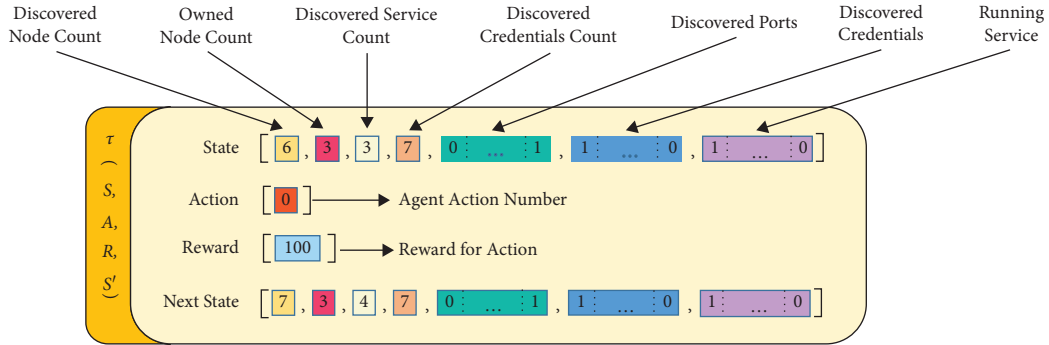 Discovered Node Count
Owned Node Count
Discovered Service Count
Discovered Credentials Count
Discovered Ports
Discovered Credentials
Running Service
τ ( S, A, R, S′ )
State [ 6 , 3 , 3 , 7 , 0 ... 1 , 1 ... 0 , 1 ... 0 ]
Action [ 0 ] Agent Action Number
Reward [ 100 ] Reward for Action
Next State [ 7 , 3 , 4 , 7 , 0 ... 1 , 1 ... 0 , 1 ... 0 ]